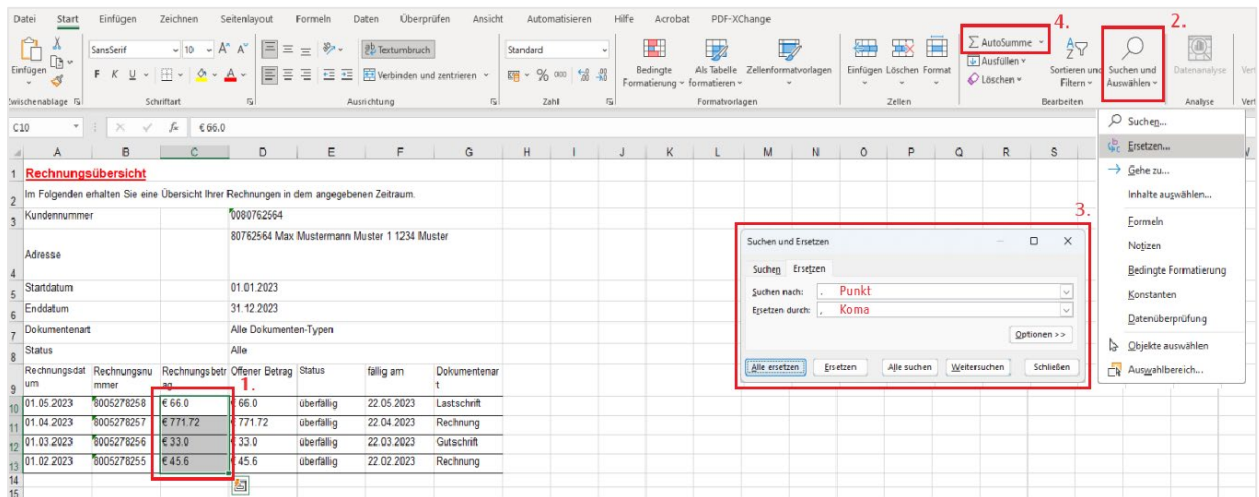 Datei Start Einfügen Zeichnen Seitenlayout Formeln Daten Überprüfen Ansicht Automatisieren Hilfe Acrobat PDF-XChange
4.
2.
Einfügen
SansSerif 10 A A
Textumbruch
Standard
F K U A
Verbinden und zentrieren
% 000
Bedingte Formatierung
Als Tabelle formatieren
Zellenformatvorlagen
Einfügen Löschen Format
AutoSumme
Ausfüllen
Löschen
Sortieren und Filtern
Suchen und Auswählen
Datenanalyse
Zwischenablage Schriftart Ausrichtung Zahl Formatvorlagen Zellen Bearbeiten Analyse
C10 fx € 66.0
A B C D E F G H I J K L M N O P Q R S
Suchen...
Ersetzen...
Gehe zu...
Inhalte auswählen...
Formeln
Notizen
Bedingte Formatierung
Konstanten
Datenüberprüfung
Objekte auswählen
Auswahlbereich...
1 Rechnungsübersicht
2 Im Folgenden erhalten Sie eine Übersicht Ihrer Rechnungen in dem angegebenen Zeitraum.
3 Kundennummer 0080762564
4 Adresse 80762564 Max Mustermann Muster 1 1234 Muster
5 Startdatum 01.01.2023
6 Enddatum 31.12.2023
7 Dokumentenart Alle Dokumenten-Typen
8 Status Alle
9 Rechnungsdatum Rechnungsnummer Rechnungsbetrag Offener Betrag Status fällig am Dokumentenart
1.
10 01.05.2023 8005278258 € 66.0 € 66.0 überfällig 22.05.2023 Lastschrift
11 01.04.2023 8005278257 € 771.72 € 771.72 überfällig 22.04.2023 Rechnung
12 01.03.2023 8005278256 € 33.0 € 33.0 überfällig 22.03.2023 Gutschrift
13 01.02.2023 8005278255 € 45.6 € 45.6 überfällig 22.02.2023 Rechnung
14
15
3.
Suchen und Ersetzen
Suchen Ersetzen
Suchen nach: . Punkt
Ersetzen durch: , Koma
Optionen >>
Alle ersetzen Ersetzen Alle suchen Weitersuchen Schließen